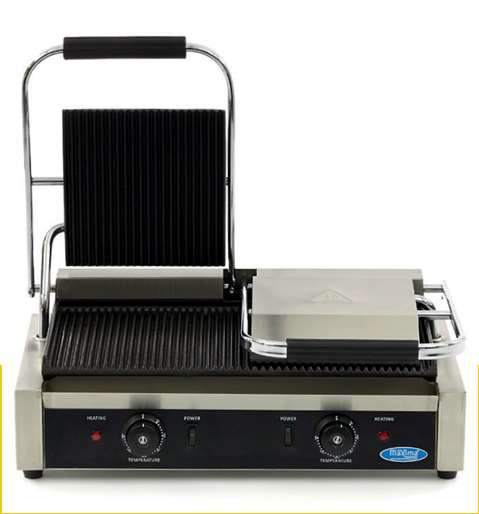 HEATING
POWER
POWER
HEATING
TEMPERATURE
TEMPERATURE
Maxima